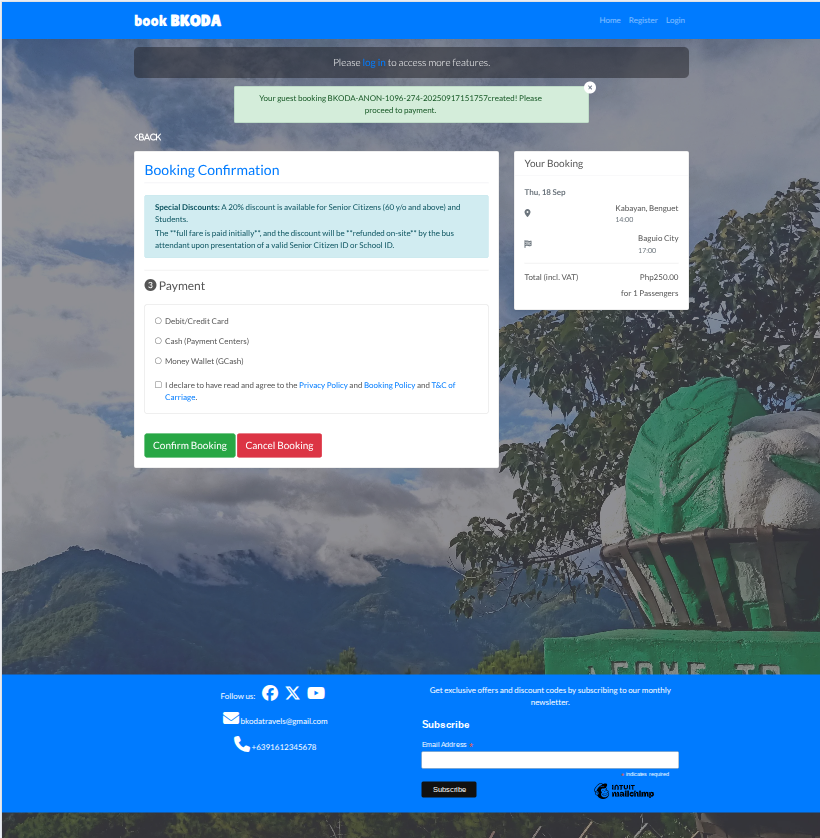 book BKODA
Home Register Login
Please log in to access more features.
Your guest booking BKODA-ANON-1096-274-20250917151757created! Please
proceed to payment.
×
<BACK
Booking Confirmation
Special Discounts: A 20% discount is available for Senior Citizens (60 y/o and above) and
Students.
The **full fare is paid initially**, and the discount will be **refunded on-site** by the bus
attendant upon presentation of a valid Senior Citizen ID or School ID.
3 Payment
Debit/Credit Card
Cash (Payment Centers)
Money Wallet (GCash)
I declare to have read and agree to the Privacy Policy and Booking Policy and T&C of
Carriage.
Confirm Booking Cancel Booking
Your Booking
Thu, 18 Sep
Kabayan, Benguet
14:00
Baguio City
17:00
Total (incl. VAT) Php250.00
for 1 Passengers
Follow us:
bkodatravels@gmail.com
+6391612345678
Get exclusive offers and discount codes by subscribing to our monthly
newsletter.
Subscribe
Email Address *
* indicates required
Subscribe
INTUIT
mailchimp